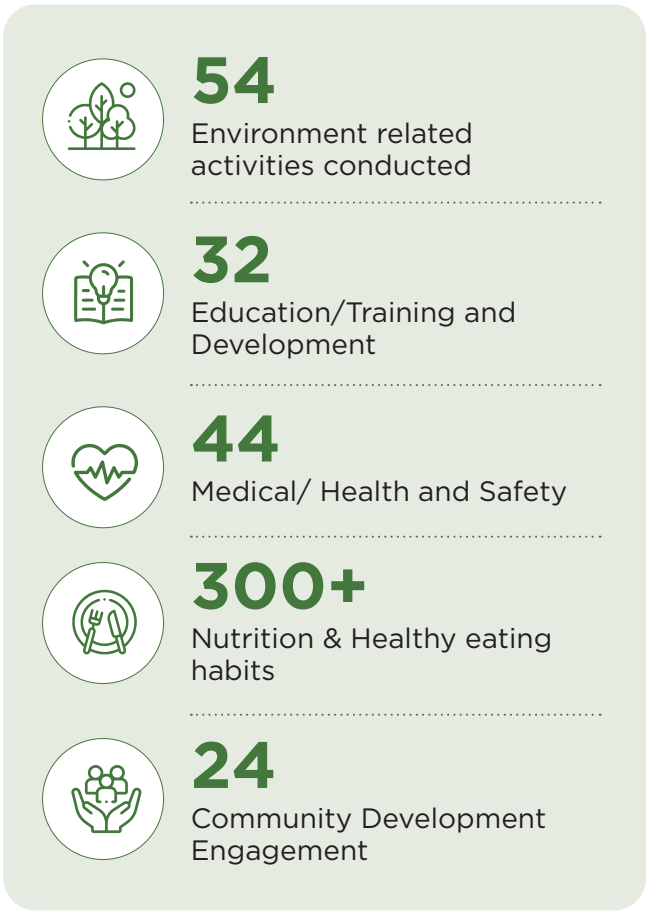 54
Environment related
activities conducted
32
Education/Training and
Development
44
Medical/ Health and Safety
300+
Nutrition & Healthy eating
habits
24
Community Development
Engagement